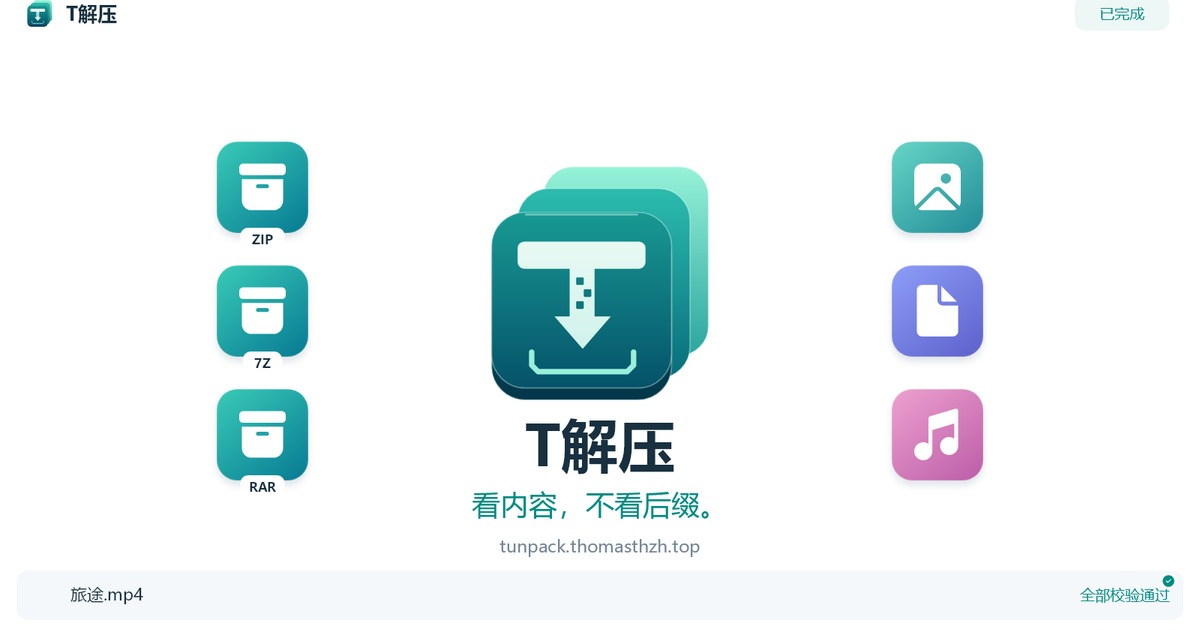 T解压
已完成
ZIP
7Z
RAR
T解压
看内容，不看后缀。
tunpack.thomasthzh.top
旅途.mp4
全部校验通过